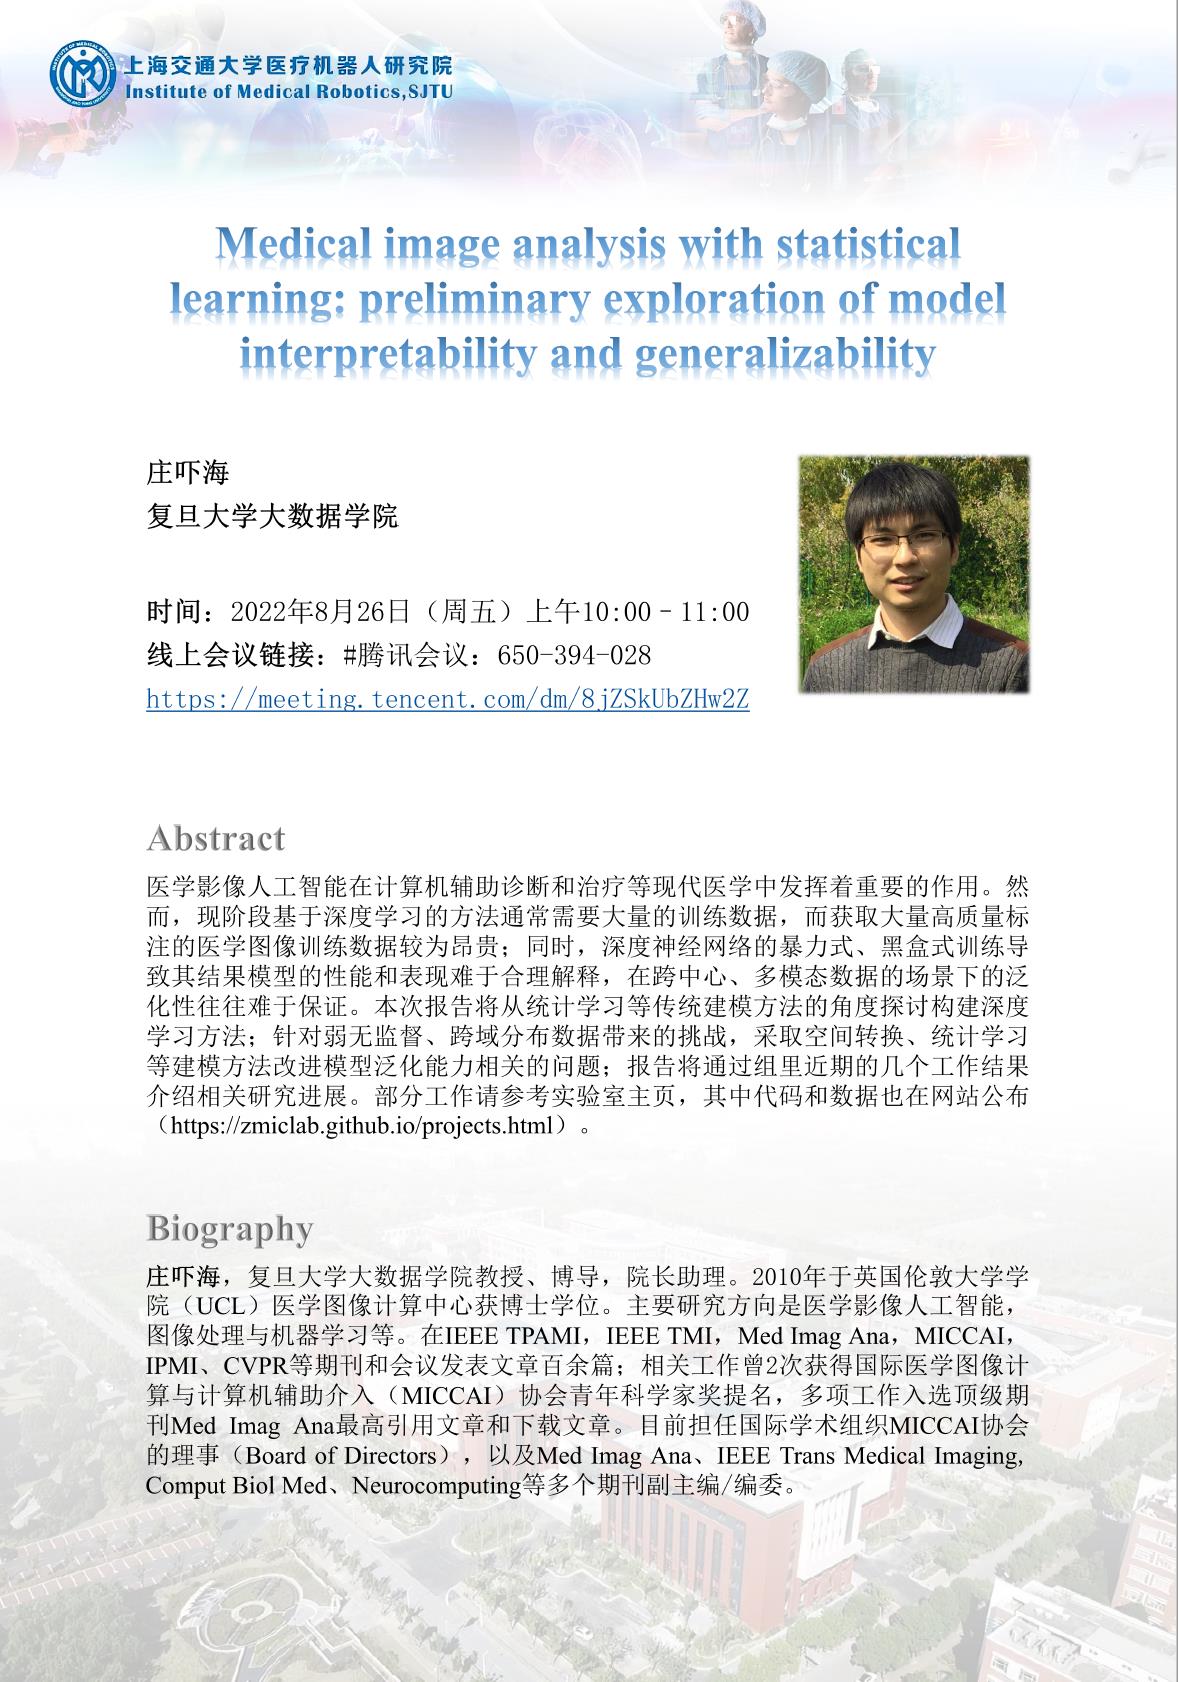 上海交通大学医疗机器人研究院
Institute of Medical Robotics,SJTU
Medical image analysis with statistical
learning: preliminary exploration of model
interpretability and generalizability
庄吓海
复旦大学大数据学院
时间：2022年8月26日（周五）上午10:00–11:00
线上会议链接：#腾讯会议：650-394-028
https://meeting.tencent.com/dm/8jZSkUbZHw2Z
Abstract
医学影像人工智能在计算机辅助诊断和治疗等现代医学中发挥着重要的作用。然
而，现阶段基于深度学习的方法通常需要大量的训练数据，而获取大量高质量标
注的医学图像训练数据较为昂贵；同时，深度神经网络的暴力式、黑盒式训练导
致其结果模型的性能和表现难于合理解释，在跨中心、多模态数据的场景下的泛
化性往往难于保证。本次报告将从统计学习等传统建模方法的角度探讨构建深度
学习方法；针对弱无监督、跨域分布数据带来的挑战，采取空间转换、统计学习
等建模方法改进模型泛化能力相关的问题；报告将通过组里近期的几个工作结果
介绍相关研究进展。部分工作请参考实验室主页，其中代码和数据也在网站公布
（https://zmiclab.github.io/projects.html）。
Biography
庄吓海，复旦大学大数据学院教授、博导，院长助理。2010年于英国伦敦大学学
院（UCL）医学图像计算中心获博士学位。主要研究方向是医学影像人工智能，
图像处理与机器学习等。在IEEE TPAMI，IEEE TMI，Med Imag Ana，MICCAI，
IPMI、CVPR等期刊和会议发表文章百余篇；相关工作曾2次获得国际医学图像计
算与计算机辅助介入（MICCAI）协会青年科学家奖提名，多项工作入选顶级期
刊Med Imag Ana最高引用文章和下载文章。目前担任国际学术组织MICCAI协会
的理事（Board of Directors），以及Med Imag Ana、IEEE Trans Medical Imaging,
Comput Biol Med、Neurocomputing等多个期刊副主编/编委。